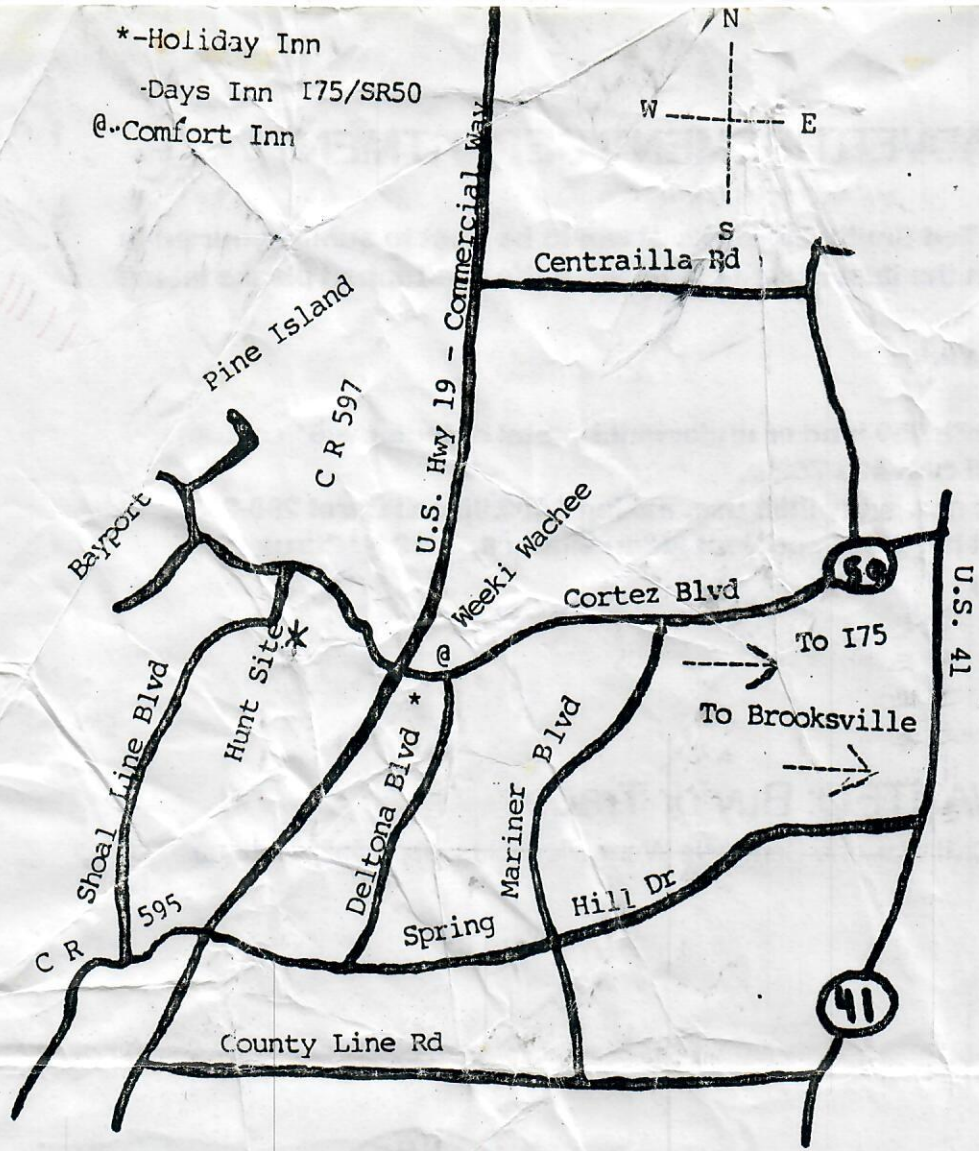 *-Holiday Inn
-Days Inn I75/SR50
@--Comfort Inn
N
W
E
S
Centrailla Rd
U.S. Hwy 19 - Commercial Way
Pine Island
C R 597
Bayport
Weeki Wachee
@
Cortez Blvd
U.S. 41
To I75
Hunt Site
*
Shoal Line Blvd
*
Deltona Blvd
Mariner Blvd
To Brooksville
Spring Hill Dr
C R 595
41
County Line Rd